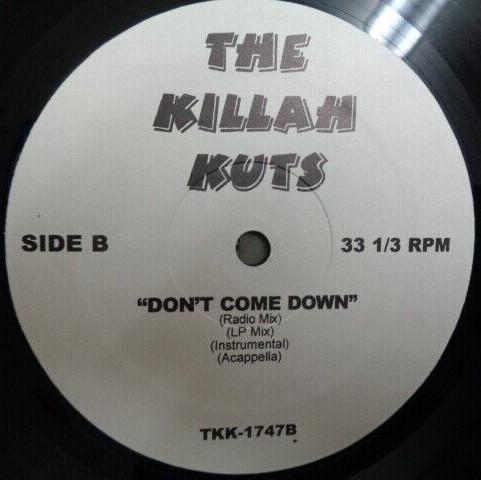 THE
KILLAH
KUTS
SIDE B
33 1/3 RPM
“DON'T COME DOWN”
(Radio Mix)
(LP Mix)
(Instrumental)
(Acappella)
TKK-1747B